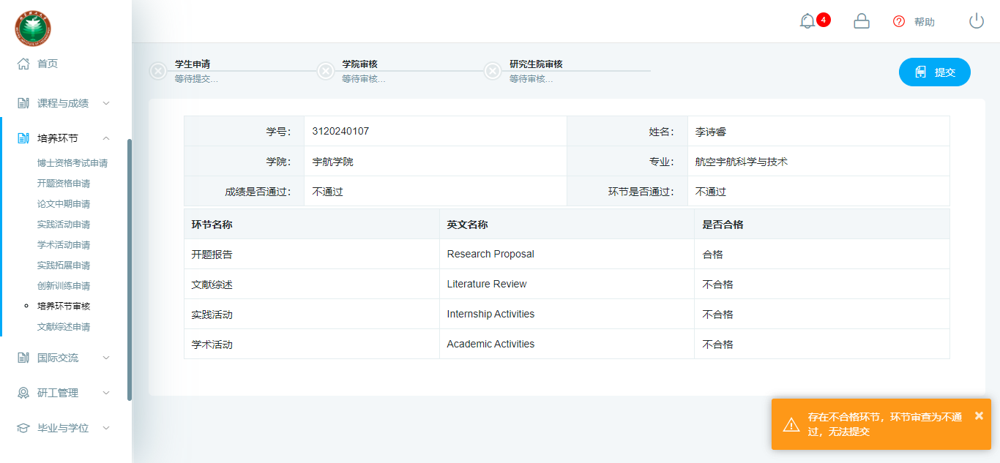 4
帮助
首页
课程与成绩
培养环节
博士资格考试申请
开题资格申请
论文中期申请
实践活动申请
学术活动申请
实践拓展申请
创新训练申请
培养环节审核
文献综述申请
国际交流
研工管理
毕业与学位
学生申请
等待提交...
学院审核
等待审核...
研究生院审核
等待审核...
提交
学号： 3120240107 姓名： 李诗睿
学院： 宇航学院 专业： 航空宇航科学与技术
成绩是否通过： 不通过 环节是否通过： 不通过
环节名称 英文名称 是否合格
开题报告 Research Proposal 合格
文献综述 Literature Review 不合格
实践活动 Internship Activities 不合格
学术活动 Academic Activities 不合格
存在不合格环节，环节审查为不通
过，无法提交